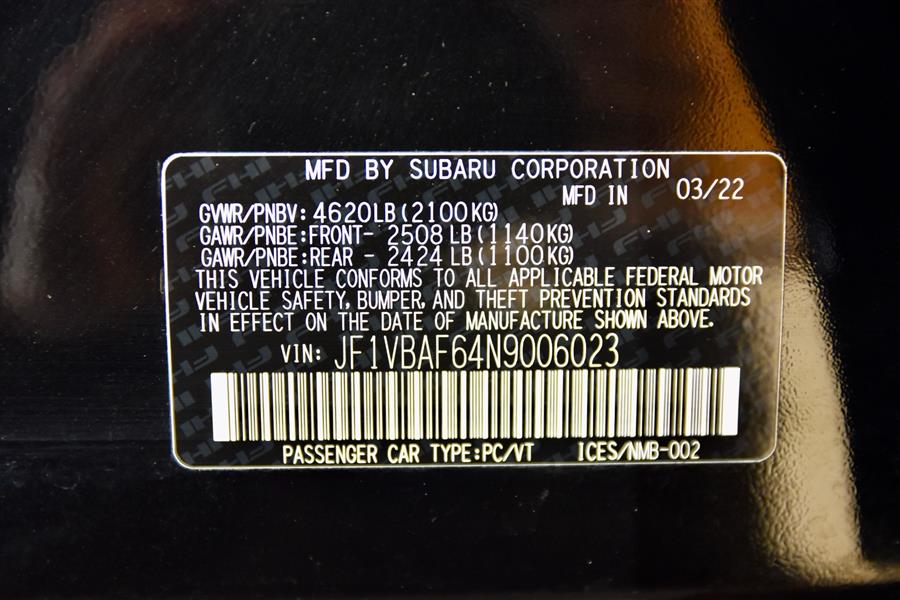 MFD BY SUBARU CORPORATION
MFD IN 03/22
GVWR/PNBV: 4620LB (2100KG)
GAWR/PNBE:FRONT- 2508 LB (1140KG)
GAWR/PNBE:REAR - 2424 LB (1100KG)
THIS VEHICLE CONFORMS TO ALL APPLICABLE FEDERAL MOTOR
VEHICLE SAFETY, BUMPER, AND THEFT PREVENTION STANDARDS
IN EFFECT ON THE DATE OF MANUFACTURE SHOWN ABOVE.
VIN: JF1VBAF64N9006023
PASSENGER CAR TYPE:PC/VT ICES/NMB-002